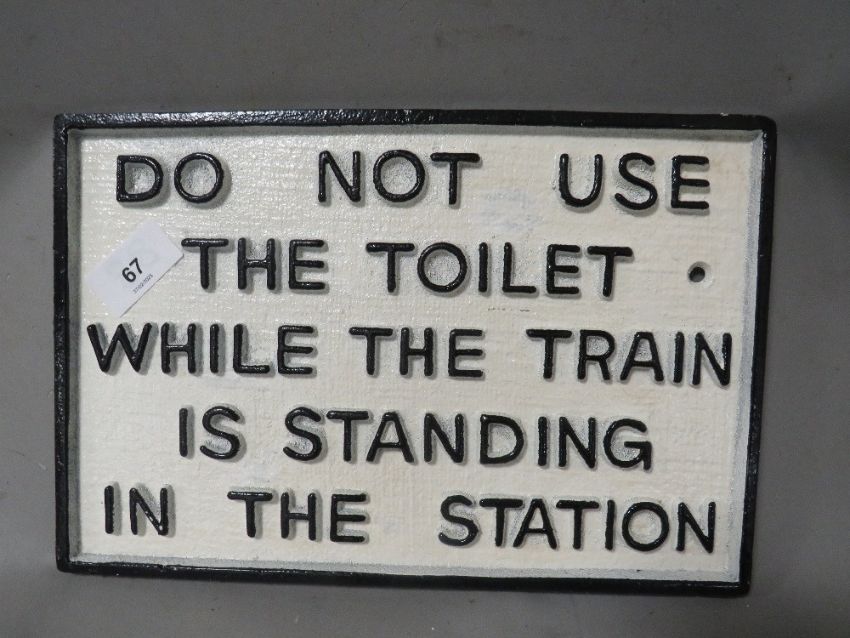 DO NOT USE
THE TOILET
WHILE THE TRAIN
IS STANDING
IN THE STATION
67